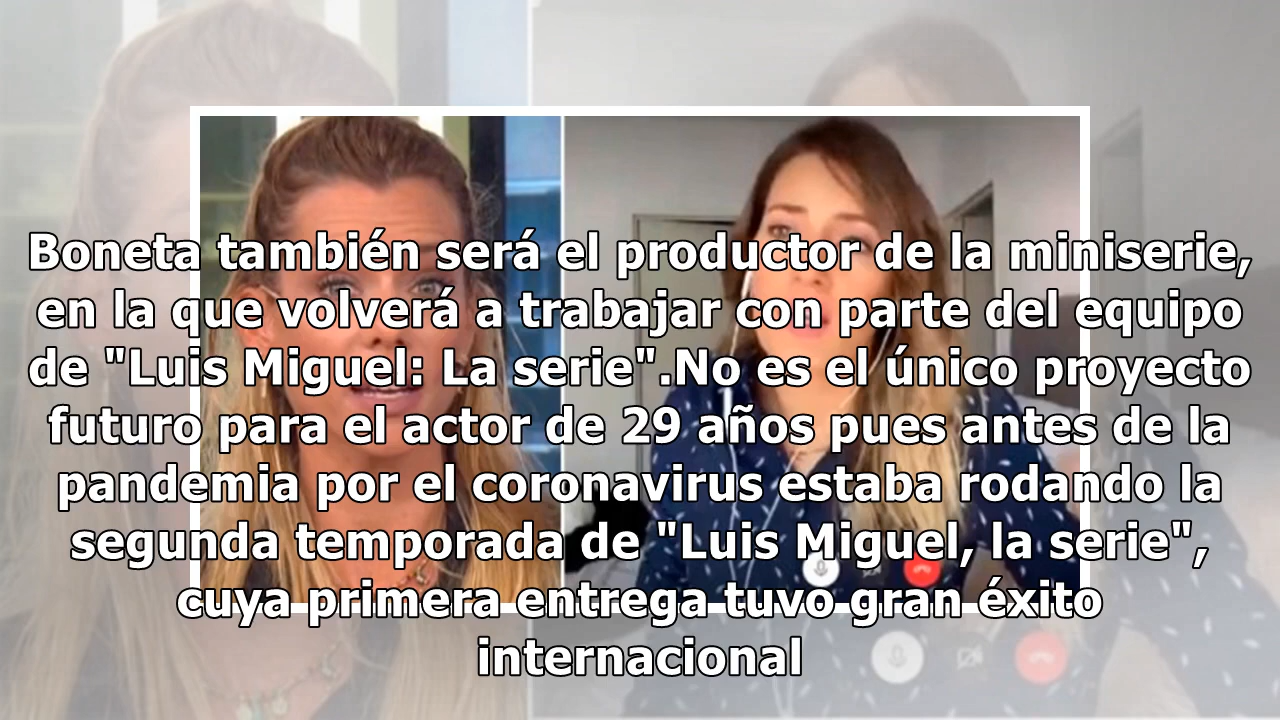 Boneta también será el productor de la miniserie,
en la que volverá a trabajar con parte del equipo
de "Luis Miguel: La serie".No es el único proyecto
futuro para el actor de 29 años pues antes de la
pandemia por el coronavirus estaba rodando la
segunda temporada de "Luis Miguel, la serie",
cuya primera entrega tuvo gran éxito
internacional